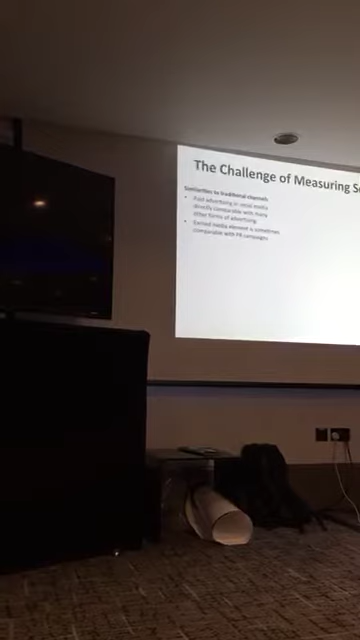 The Challenge of Measuring S
Similarities to traditional channels
• Paid advertising in social media
directly comparable with many
other forms of advertising
• Earned media element is sometimes
comparable with PR campaigns